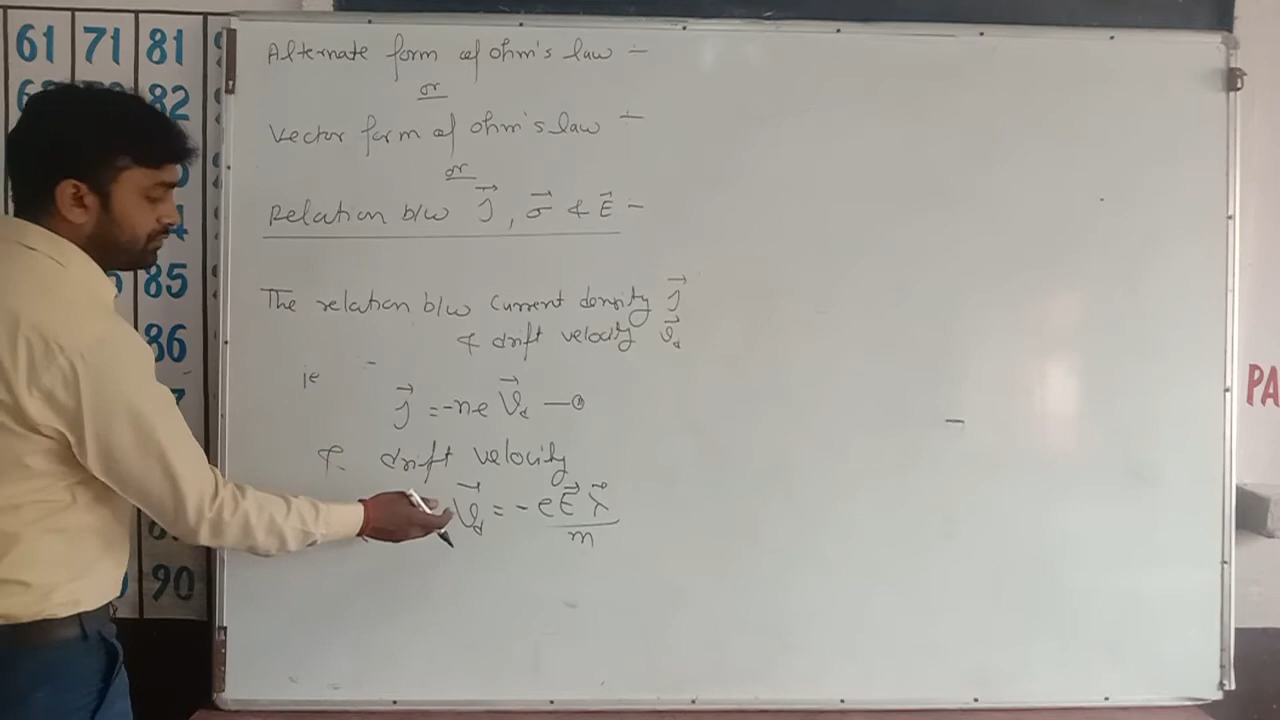 61 71 81
82
85
86
90
Alternate form of ohm's law -
or
Vector form of ohm's law -
or
Relation b/w J⃗, σ⃗ & E⃗ -
The relation b/w current density J⃗
& drift velocity V⃗d
ie
J⃗ = -ne V⃗d —①
& drift velocity
V⃗d = -eE⃗ λ⃗ / m
PA